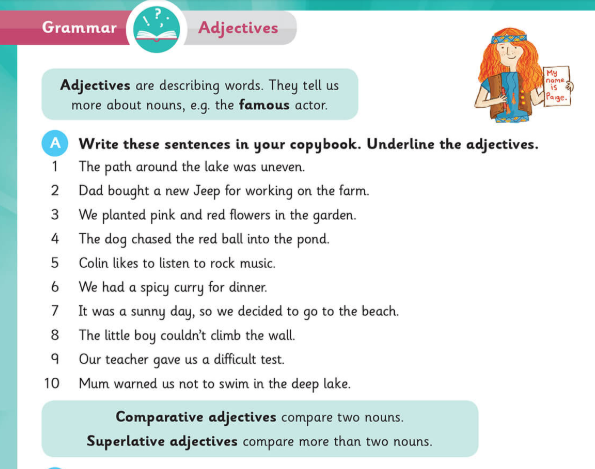 Grammar
! ? ,
Adjectives
My
name
is
Paige.
Adjectives are describing words. They tell us
more about nouns, e.g. the famous actor.
A Write these sentences in your copybook. Underline the adjectives.
1 The path around the lake was uneven.
2 Dad bought a new Jeep for working on the farm.
3 We planted pink and red flowers in the garden.
4 The dog chased the red ball into the pond.
5 Colin likes to listen to rock music.
6 We had a spicy curry for dinner.
7 It was a sunny day, so we decided to go to the beach.
8 The little boy couldn't climb the wall.
9 Our teacher gave us a difficult test.
10 Mum warned us not to swim in the deep lake.
Comparative adjectives compare two nouns.
Superlative adjectives compare more than two nouns.